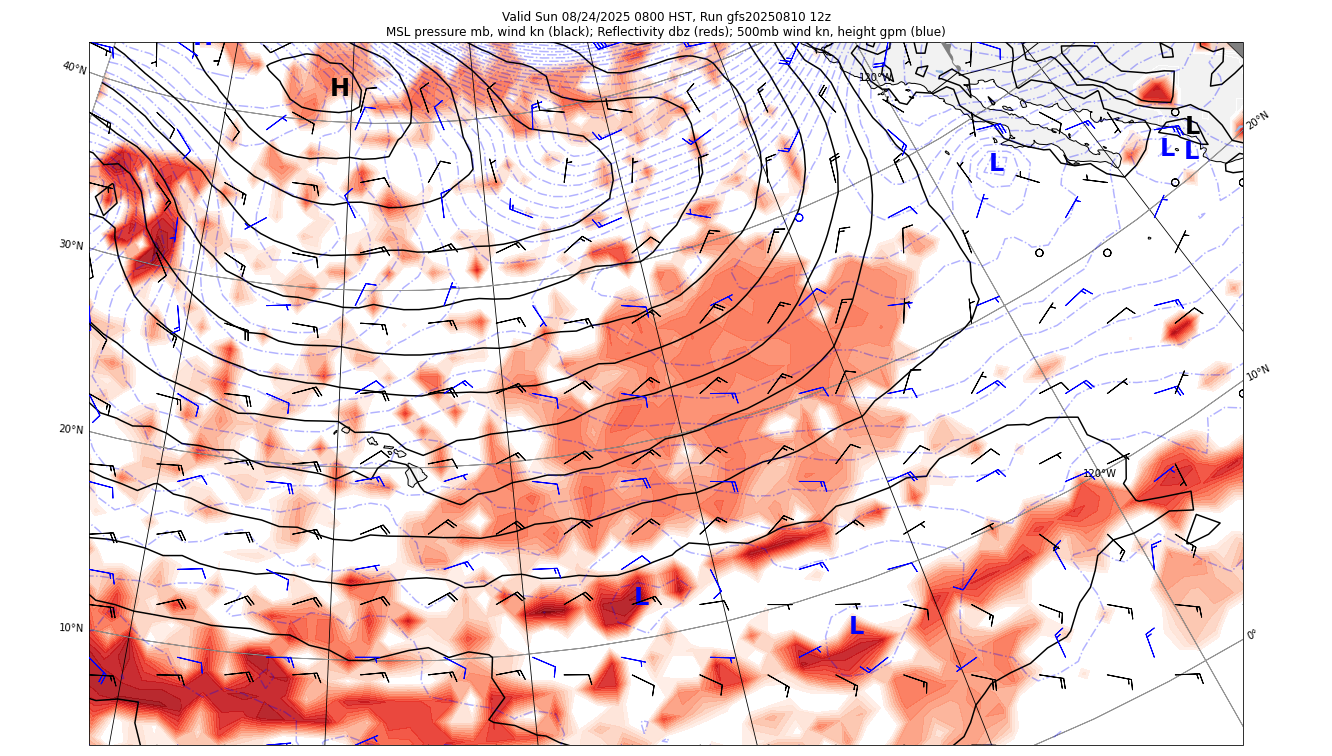 Valid Sun 08/24/2025 0800 HST, Run gfs20250810 12z
MSL pressure mb, wind kn (black); Reflectivity dbz (reds); 500mb wind kn, height gpm (blue)
40°N
H
120°W
20°N
L
L
L
L
30°N
10°N
20°N
120°W
L
L
10°N
0°